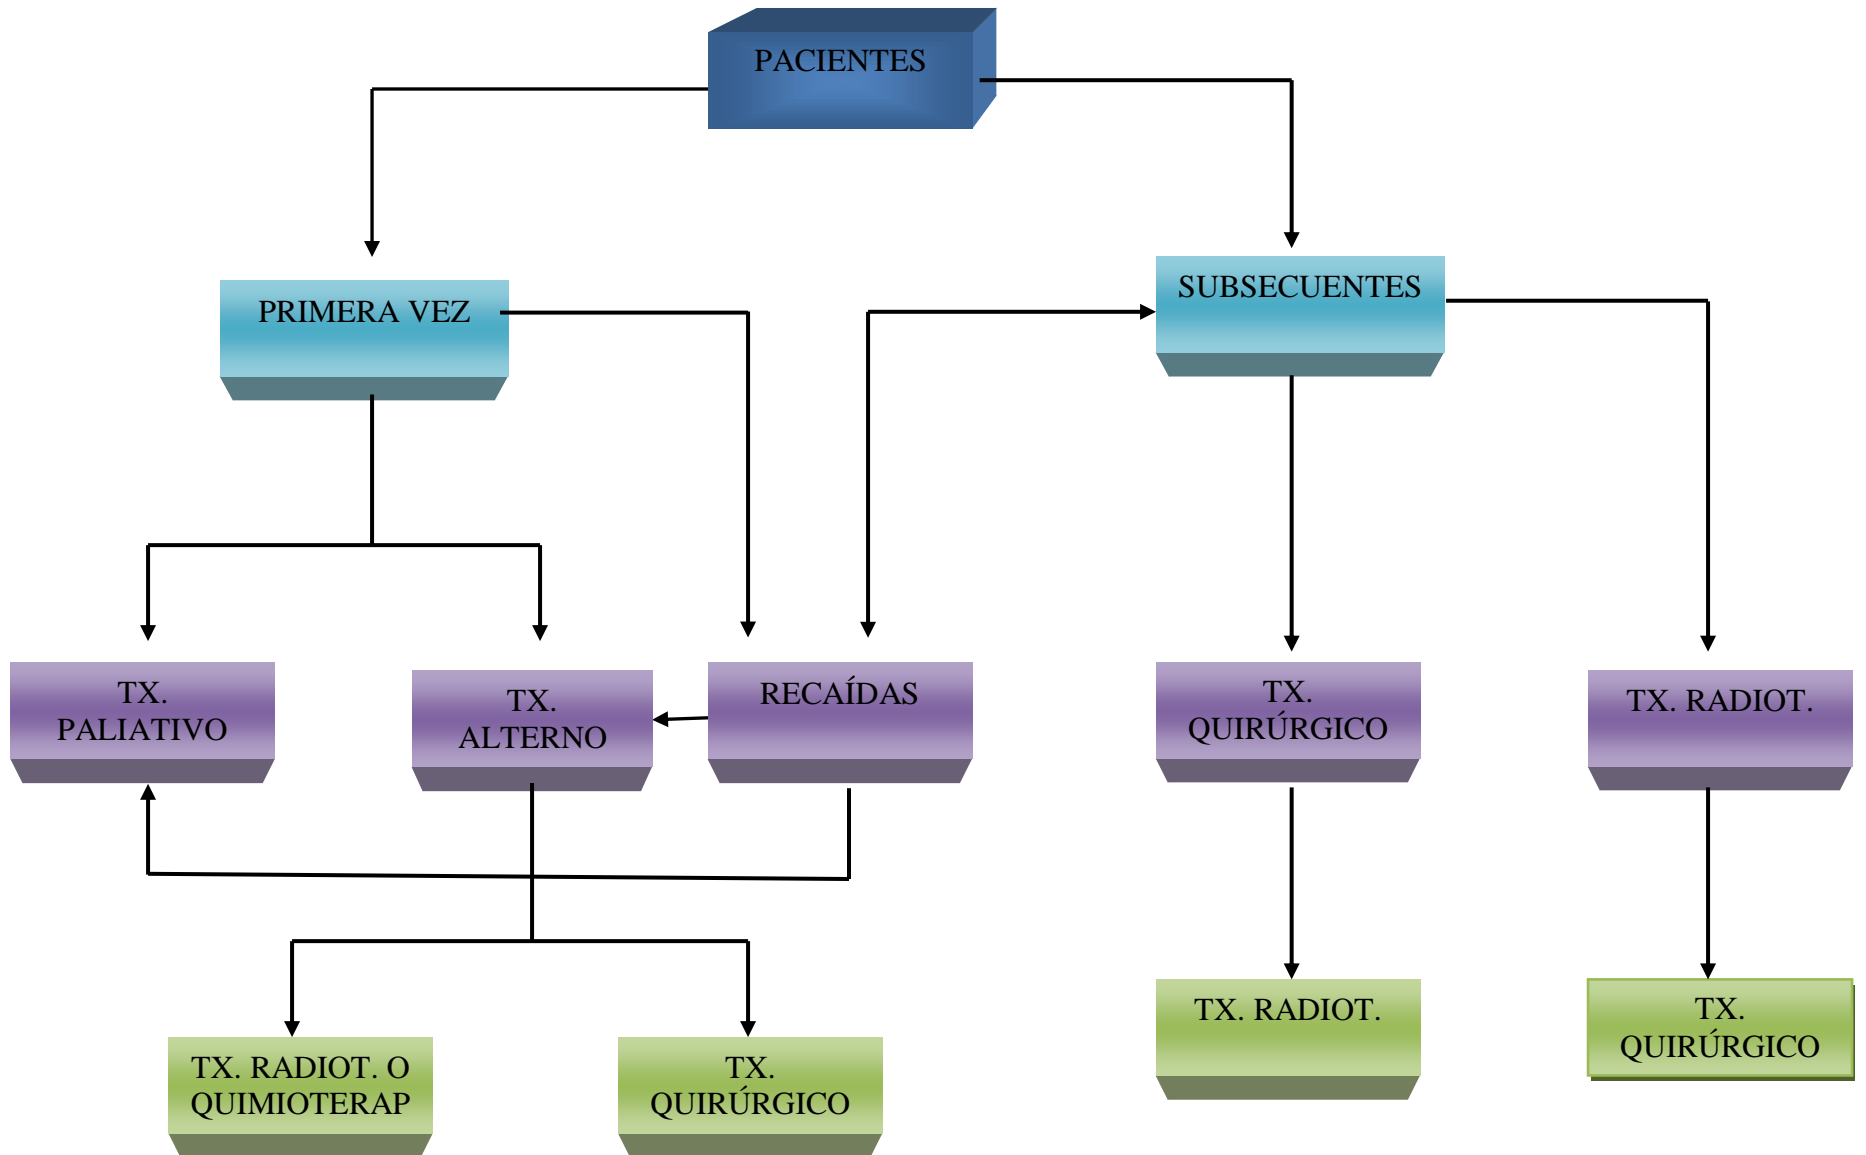 PACIENTES
PRIMERA VEZ
SUBSECUENTES
TX.
PALIATIVO
TX.
ALTERNO
RECAÍDAS
TX.
QUIRÚRGICO
TX. RADIOT.
TX. RADIOT. O
QUIMIOTERAP
TX.
QUIRÚRGICO
TX. RADIOT.
TX.
QUIRÚRGICO